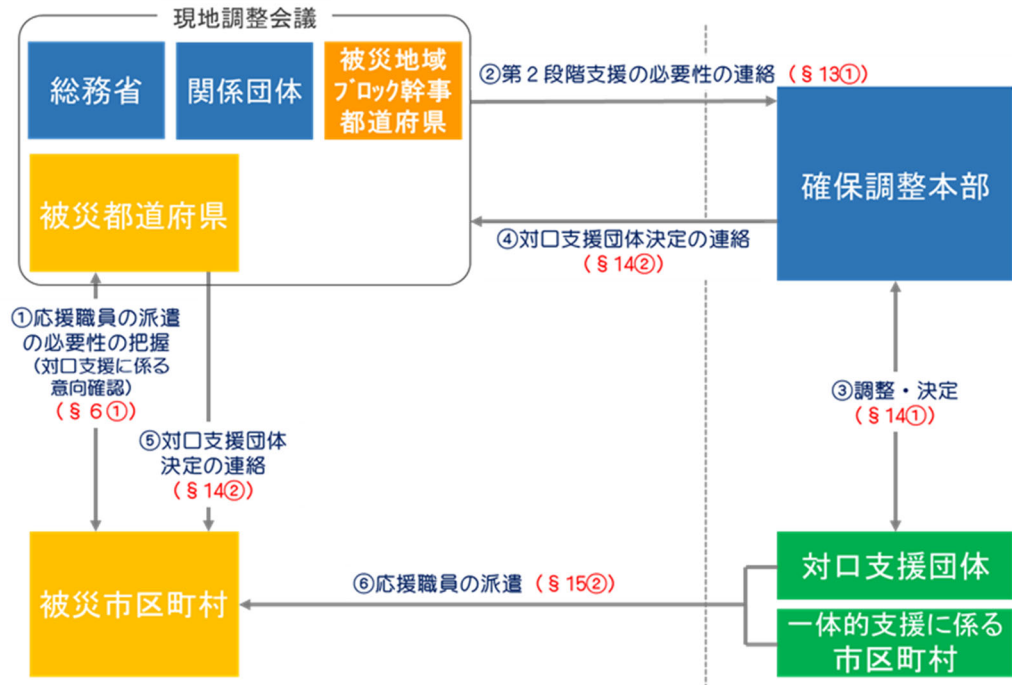 現地調整会議
総務省
関係団体
被災地域
ブロック幹事
都道府県
被災都道府県
②第2段階支援の必要性の連絡(§13①)
確保調整本部
④対口支援団体決定の連絡
(§14②)
①応援職員の派遣
の必要性の把握
(対口支援に係る
意向確認)
(§6①)
⑤対口支援団体
決定の連絡
(§14②)
③調整・決定
(§14①)
被災市区町村
⑥応援職員の派遣(§15②)
対口支援団体
一体的支援に係る
市区町村